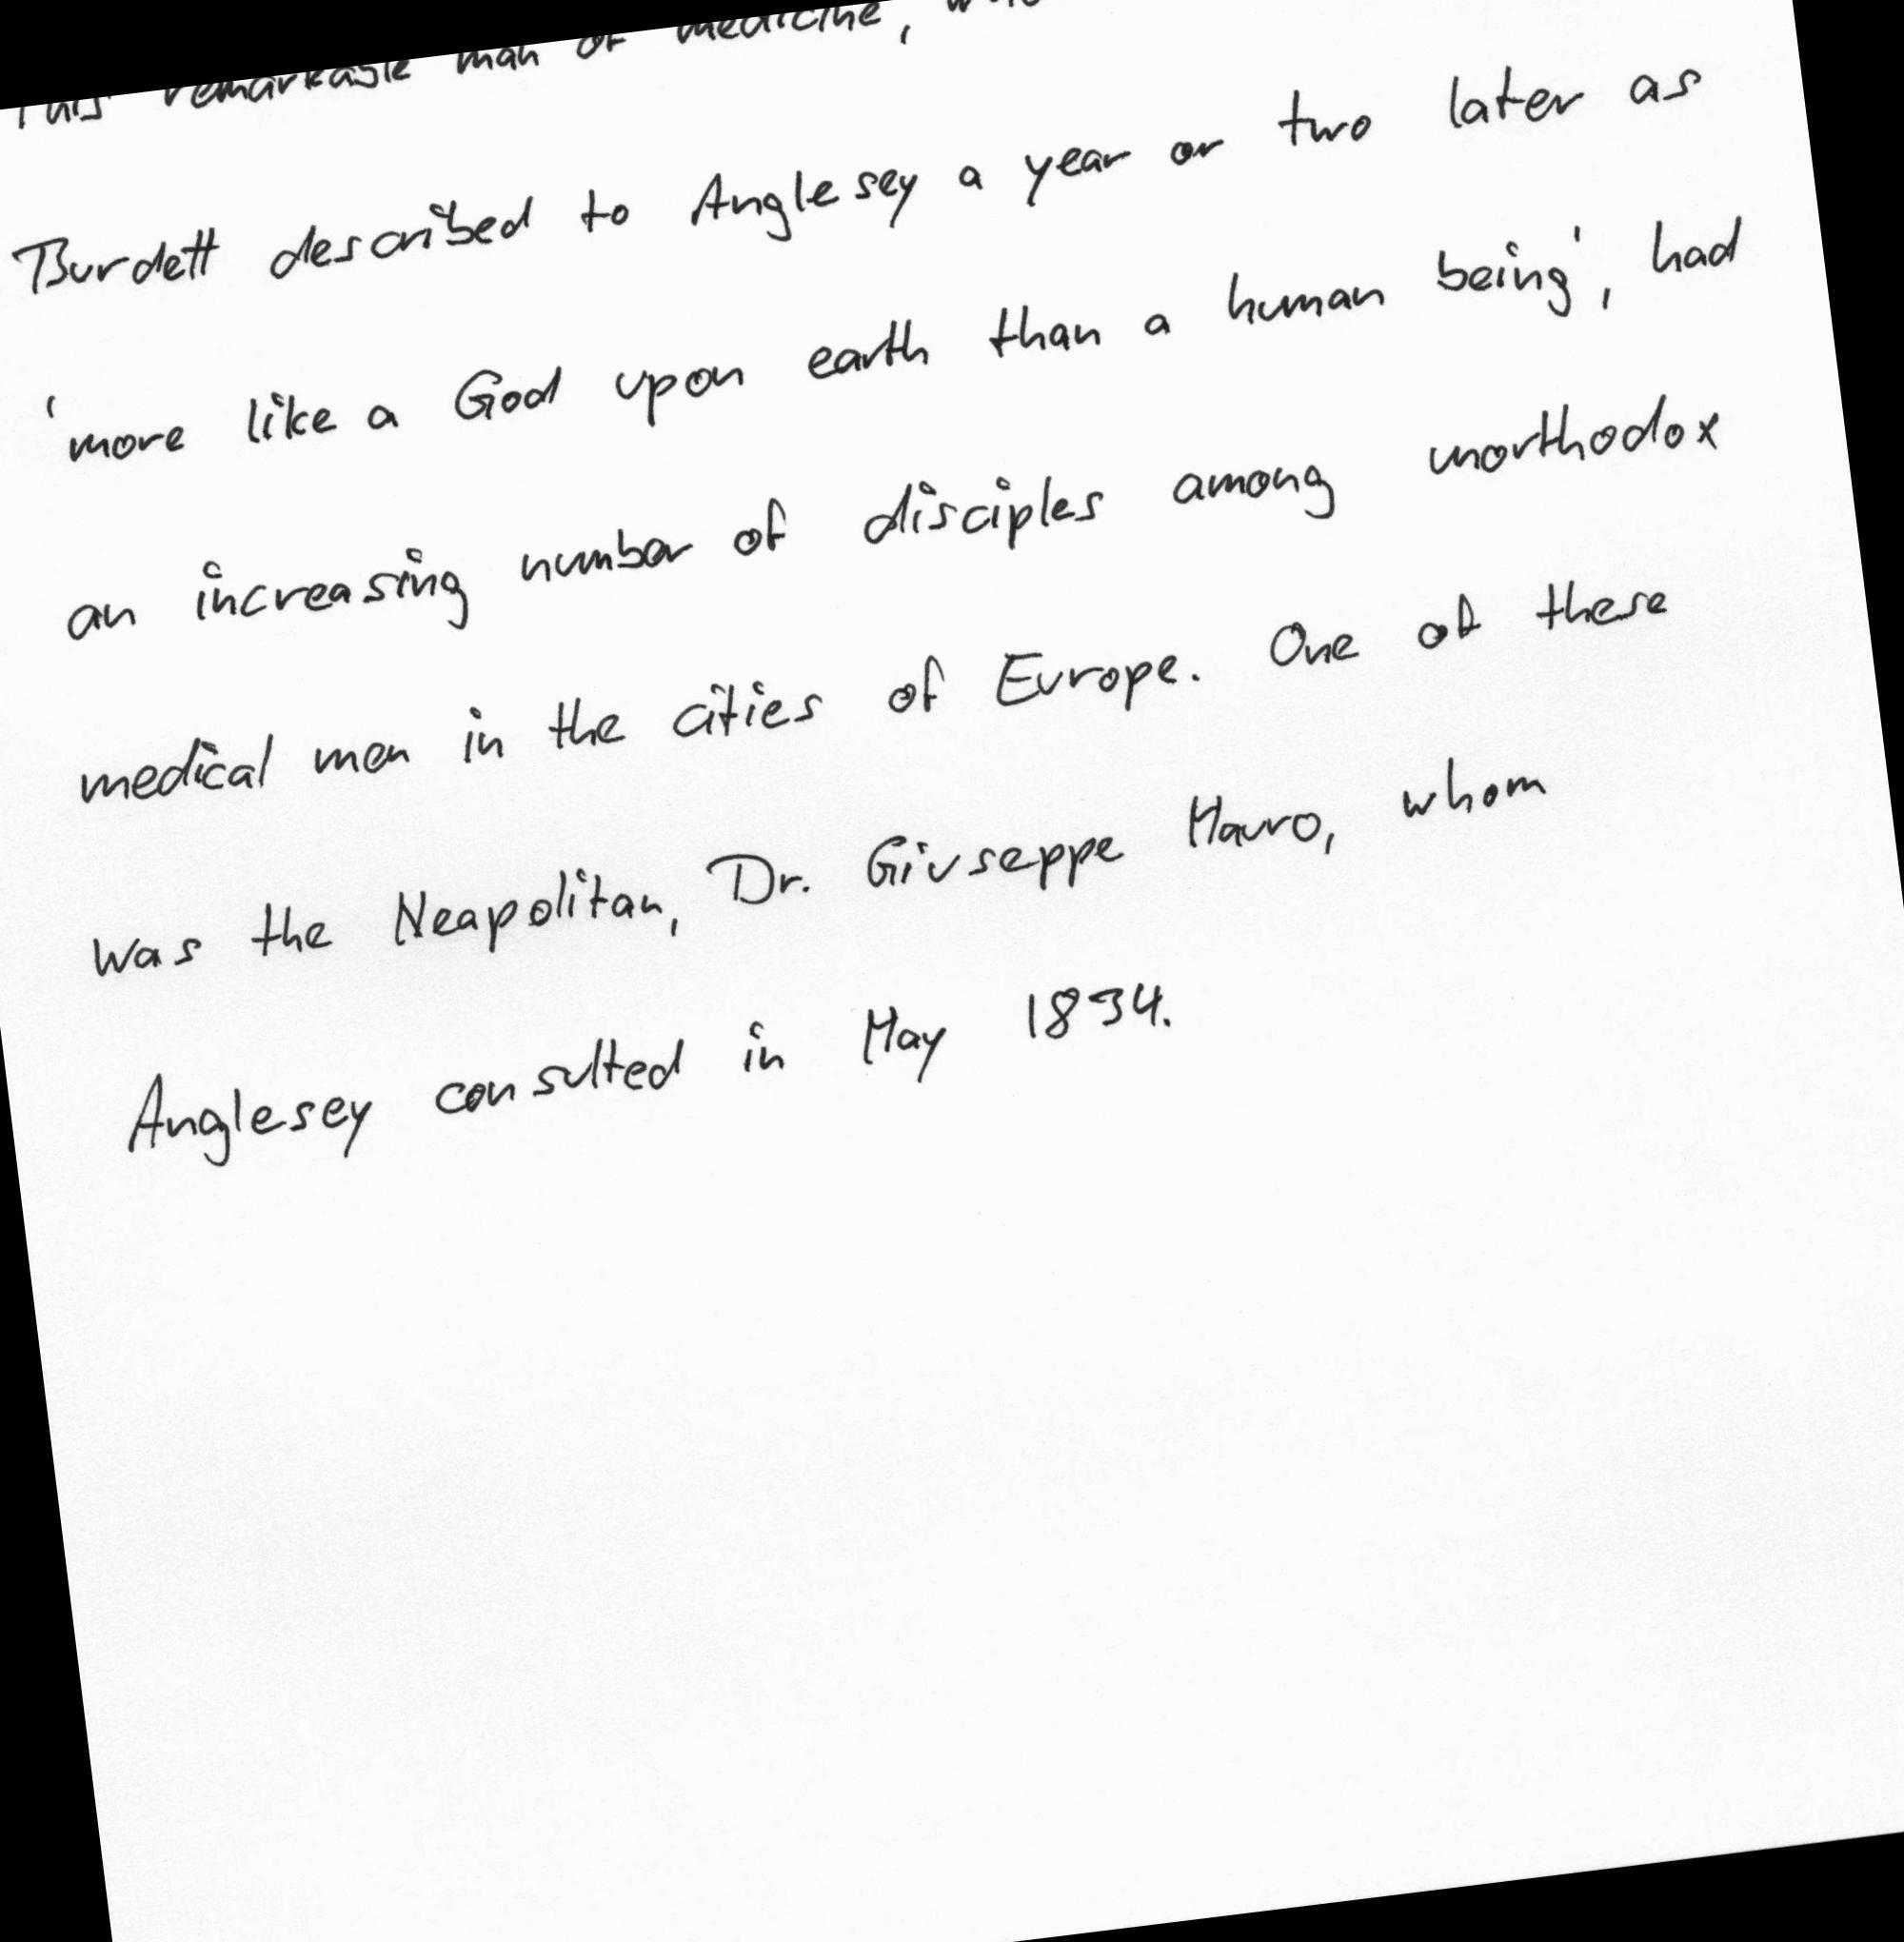 This remarkable man of medicine,
Burdett described to Anglesey a year or two later as
'more like a God upon earth than a human being', had
an increasing number of disciples among unorthodox
medical men in the cities of Europe. One of these
was the Neapolitan, Dr. Giuseppe Mauro, whom
Anglesey consulted in May 1834.